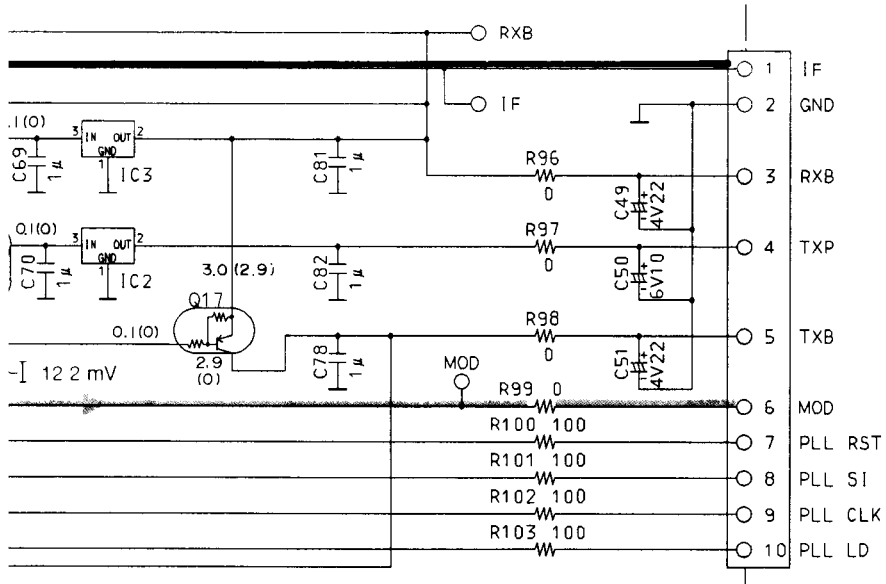 RXB
1 IF
IF
2 GND
.1(0)
3 IN OUT 2
GND
1
IC3
C69
1μ
C81
1μ
R96
0
3 RXB
C49
+
4V22
0.1(0)
3 IN OUT 2
GND
1
IC2
C70
1μ
3.0 (2.9)
C82
1μ
R97
0
4 TXP
C50
+
6V10
Q17
0.1(0)
2.9
(0)
C78
1μ
R98
0
5 TXB
C51
+
4V22
-I 12.2 mV
MOD
R99 0
6 MOD
R100 100
7 PLL RST
R101 100
8 PLL SI
R102 100
9 PLL CLK
R103 100
10 PLL LD